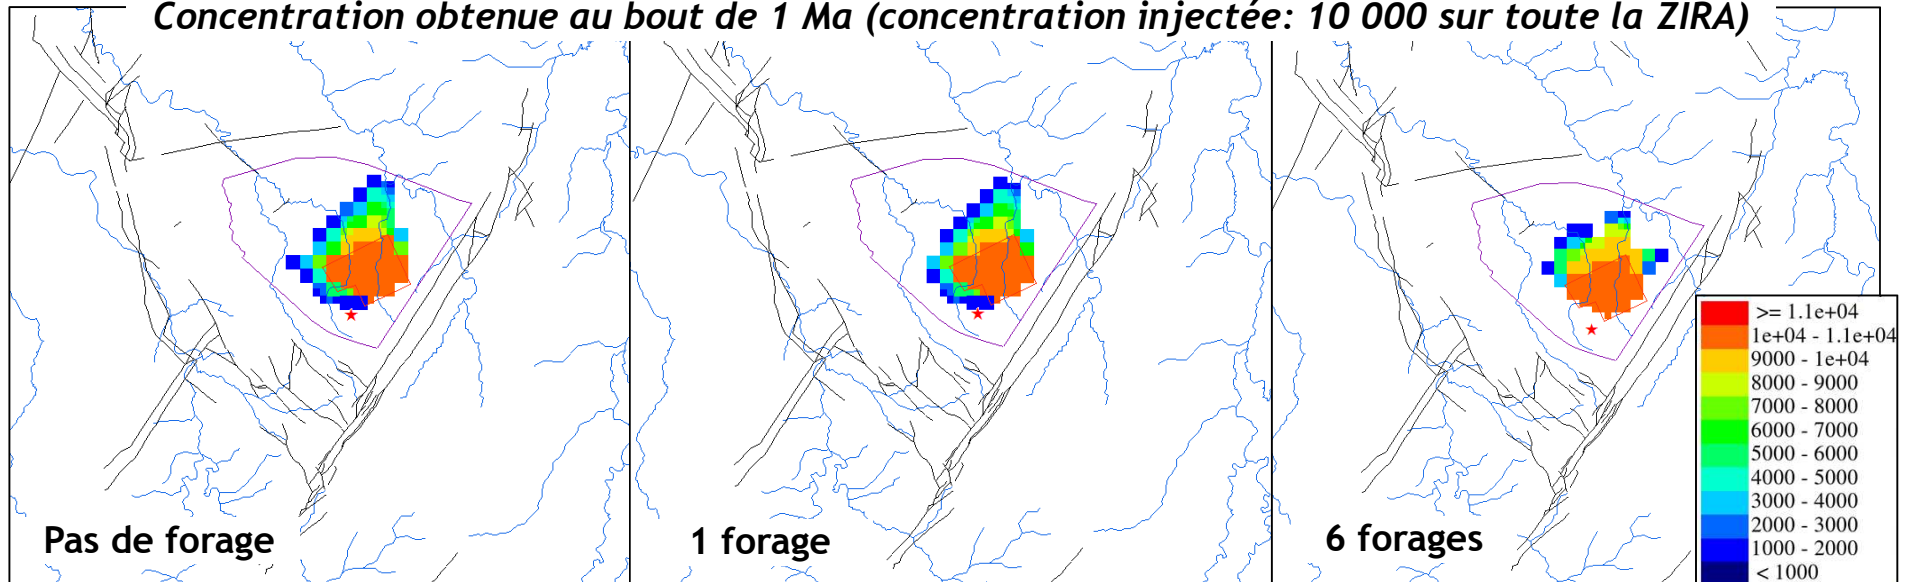 Concentration obtenue au bout de 1 Ma (concentration injectée: 10 000 sur toute la ZIRA)
Pas de forage
1 forage
6 forages
>= 1.1e+04
1e+04 - 1.1e+04
9000 - 1e+04
8000 - 9000
7000 - 8000
6000 - 7000
5000 - 6000
4000 - 5000
3000 - 4000
2000 - 3000
1000 - 2000
< 1000